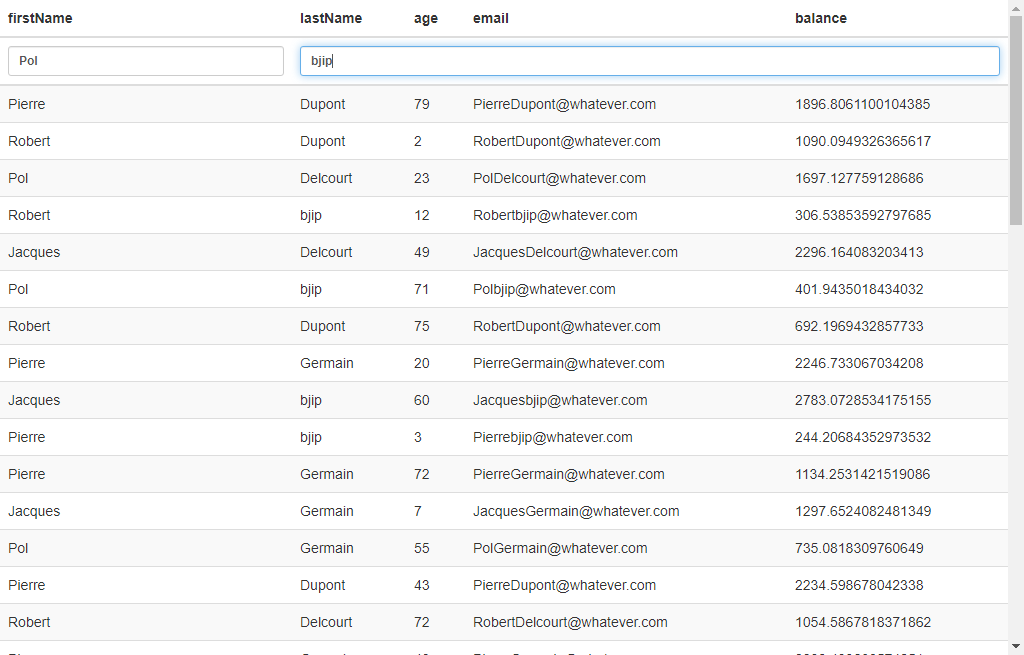 firstName lastName age email balance
Pol bjip
Pierre Dupont 79 PierreDupont@whatever.com 1896.8061100104385
Robert Dupont 2 RobertDupont@whatever.com 1090.0949326365617
Pol Delcourt 23 PolDelcourt@whatever.com 1697.127759128686
Robert bjip 12 Robertbjip@whatever.com 306.53853592797685
Jacques Delcourt 49 JacquesDelcourt@whatever.com 2296.164083203413
Pol bjip 71 Polbjip@whatever.com 401.9435018434032
Robert Dupont 75 RobertDupont@whatever.com 692.1969432857733
Pierre Germain 20 PierreGermain@whatever.com 2246.733067034208
Jacques bjip 60 Jacquesbjip@whatever.com 2783.0728534175155
Pierre bjip 3 Pierrebjip@whatever.com 244.20684352973532
Pierre Germain 72 PierreGermain@whatever.com 1134.2531421519086
Jacques Germain 7 JacquesGermain@whatever.com 1297.6524082481349
Pol Germain 55 PolGermain@whatever.com 735.0818309760649
Pierre Dupont 43 PierreDupont@whatever.com 2234.598678042338
Robert Delcourt 72 RobertDelcourt@whatever.com 1054.5867818371862